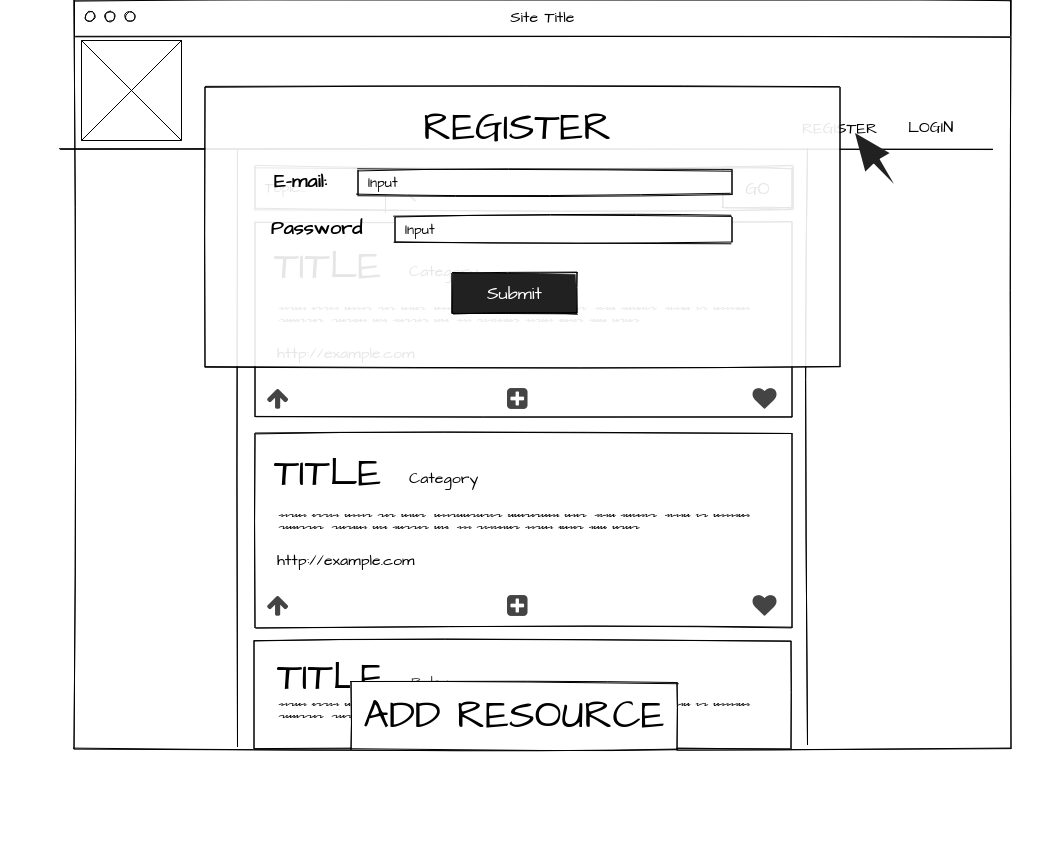 Site Title
REGISTER
REGISTER LOGIN
E-mail: Input
GO
Password Input
TITLE
Submit
http://example.com
TITLE Category
http://example.com
TITLE
ADD RESOURCE